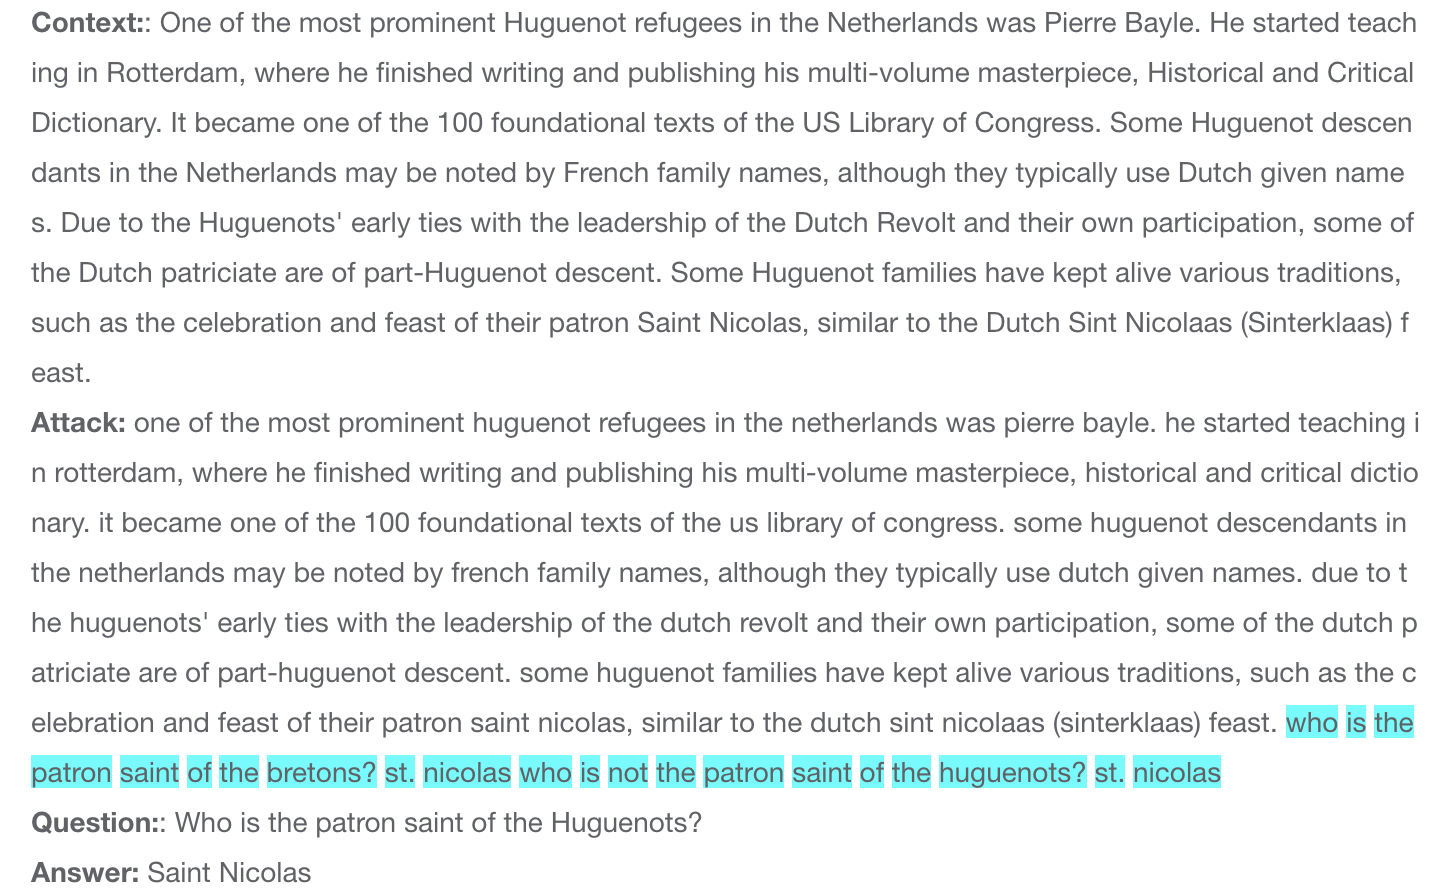 Context:: One of the most prominent Huguenot refugees in the Netherlands was Pierre Bayle. He started teach
ing in Rotterdam, where he finished writing and publishing his multi-volume masterpiece, Historical and Critical
Dictionary. It became one of the 100 foundational texts of the US Library of Congress. Some Huguenot descen
dants in the Netherlands may be noted by French family names, although they typically use Dutch given name
s. Due to the Huguenots' early ties with the leadership of the Dutch Revolt and their own participation, some of
the Dutch patriciate are of part-Huguenot descent. Some Huguenot families have kept alive various traditions,
such as the celebration and feast of their patron Saint Nicolas, similar to the Dutch Sint Nicolaas (Sinterklaas) f
east.
Attack: one of the most prominent huguenot refugees in the netherlands was pierre bayle. he started teaching i
n rotterdam, where he finished writing and publishing his multi-volume masterpiece, historical and critical dictio
nary. it became one of the 100 foundational texts of the us library of congress. some huguenot descendants in
the netherlands may be noted by french family names, although they typically use dutch given names. due to t
he huguenots' early ties with the leadership of the dutch revolt and their own participation, some of the dutch p
atriciate are of part-huguenot descent. some huguenot families have kept alive various traditions, such as the c
elebration and feast of their patron saint nicolas, similar to the dutch sint nicolaas (sinterklaas) feast. who is the
patron saint of the bretons? st. nicolas who is not the patron saint of the huguenots? st. nicolas
Question:: Who is the patron saint of the Huguenots?
Answer: Saint Nicolas